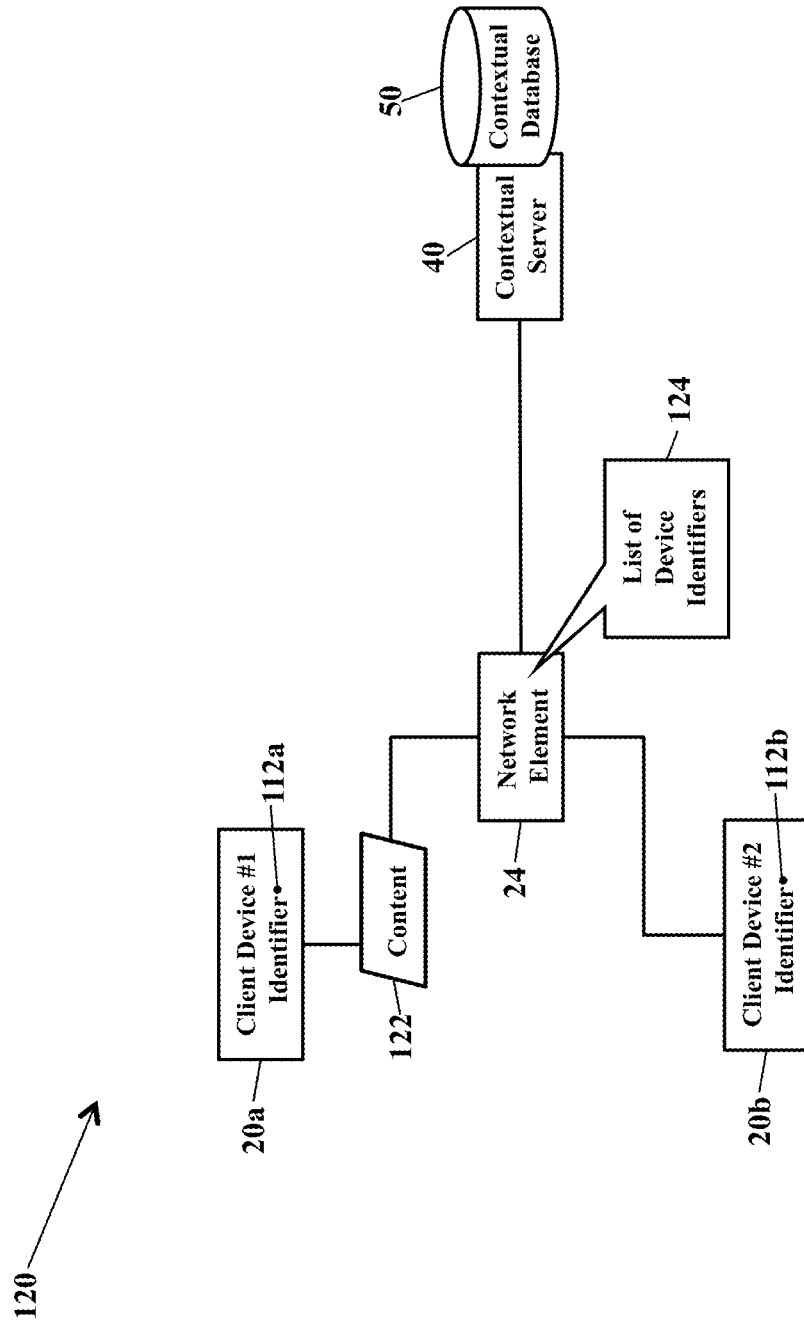 120
20a
Client Device #1
Identifier
112a
122
Content
24
Network
Element
List of
Device
Identifiers
124
40
Contextual
Server
50
Contextual
Database
20b
Client Device #2
Identifier
112b